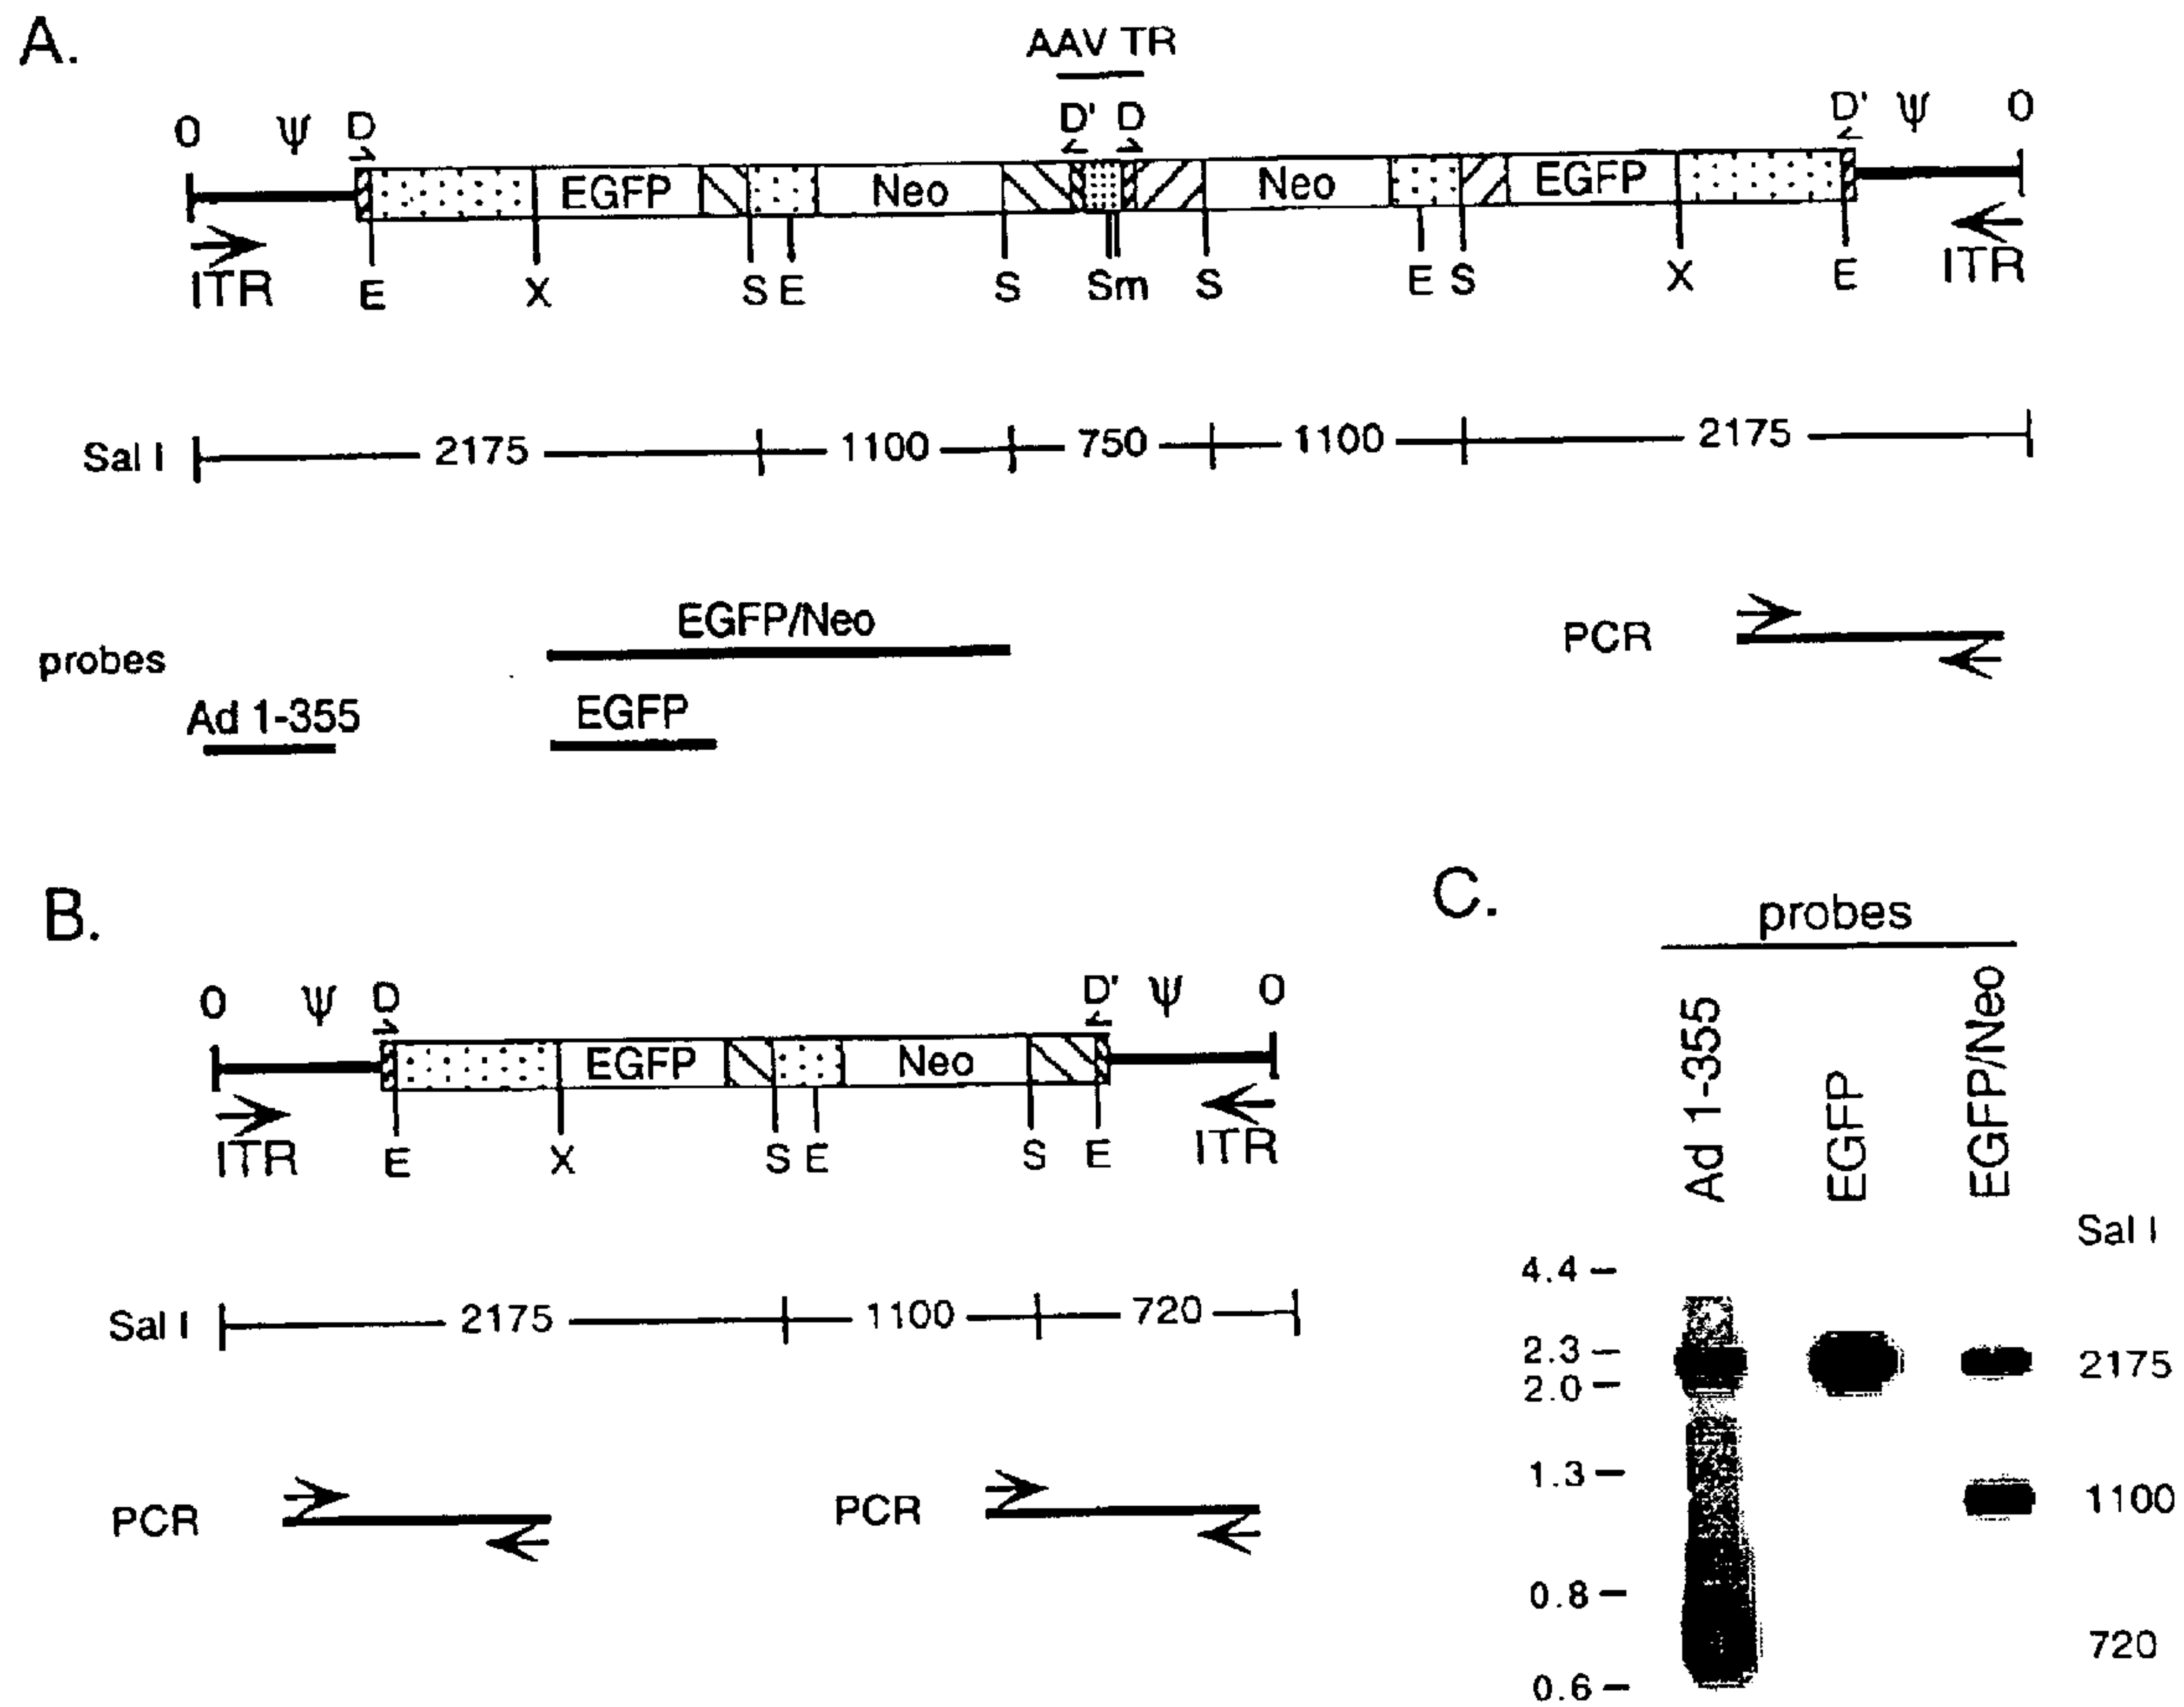 A.
AAV TR
0 ψ D D' D D' ψ 0
EGFP Neo Neo EGFP
ITR E X S E S Sm S E S X E ITR
Sal I 2175 1100 750 1100 2175
EGFP/Neo
probes
PCR
Ad 1-355 EGFP
B.
0 ψ D D' ψ 0
EGFP Neo
ITR E X S E S E ITR
Sal I 2175 1100 720
PCR PCR
C.
probes
Ad 1-355 EGFP EGFP/Neo
Sal I
4.4
2.3
2175
2.0
1.3
1100
0.8
720
0.6